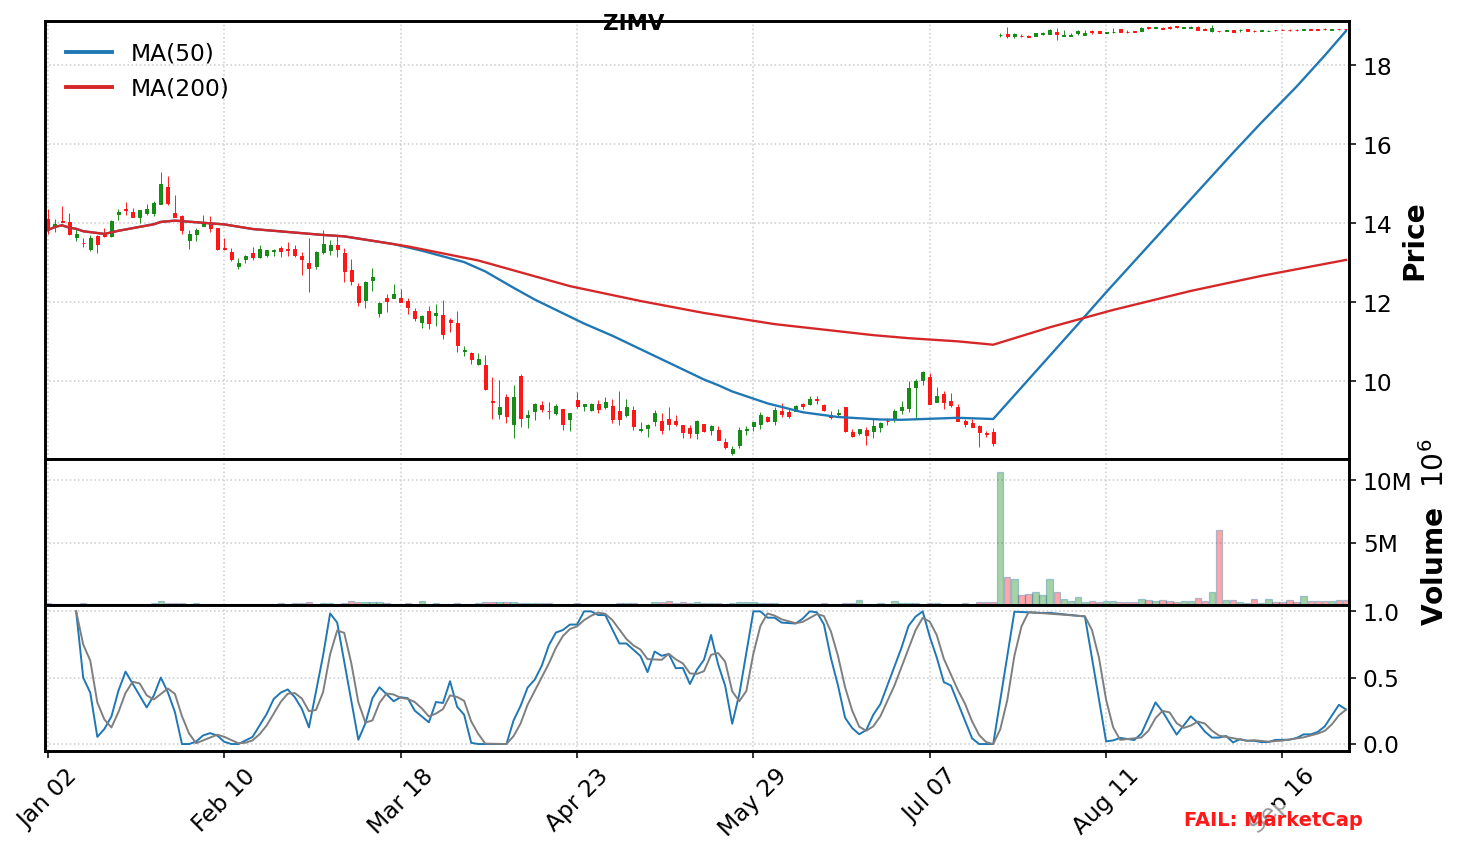 ZIMV
MA(50)
MA(200)
18
16
14
12
10
Price
10M
5M
Volume 10^6
1.0
0.5
0.0
Jan 02
Feb 10
Mar 18
Apr 23
May 29
Jul 07
Aug 11
Sep 16
FAIL: MarketCap